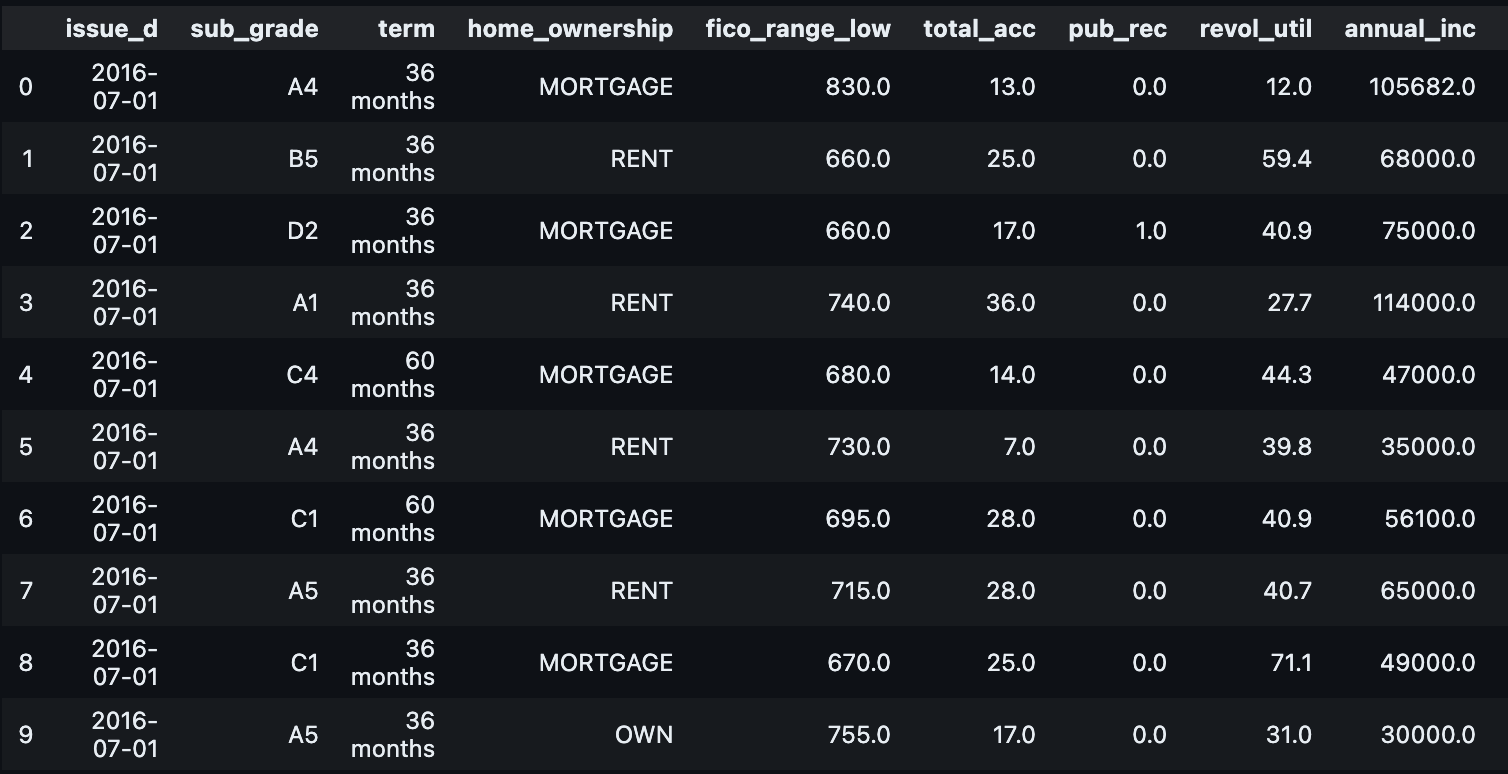 issue_d sub_grade term home_ownership fico_range_low total_acc pub_rec revol_util annual_inc
0 2016-07-01 A4 36 months MORTGAGE 830.0 13.0 0.0 12.0 105682.0
1 2016-07-01 B5 36 months RENT 660.0 25.0 0.0 59.4 68000.0
2 2016-07-01 D2 36 months MORTGAGE 660.0 17.0 1.0 40.9 75000.0
3 2016-07-01 A1 36 months RENT 740.0 36.0 0.0 27.7 114000.0
4 2016-07-01 C4 60 months MORTGAGE 680.0 14.0 0.0 44.3 47000.0
5 2016-07-01 A4 36 months RENT 730.0 7.0 0.0 39.8 35000.0
6 2016-07-01 C1 60 months MORTGAGE 695.0 28.0 0.0 40.9 56100.0
7 2016-07-01 A5 36 months RENT 715.0 28.0 0.0 40.7 65000.0
8 2016-07-01 C1 36 months MORTGAGE 670.0 25.0 0.0 71.1 49000.0
9 2016-07-01 A5 36 months OWN 755.0 17.0 0.0 31.0 30000.0